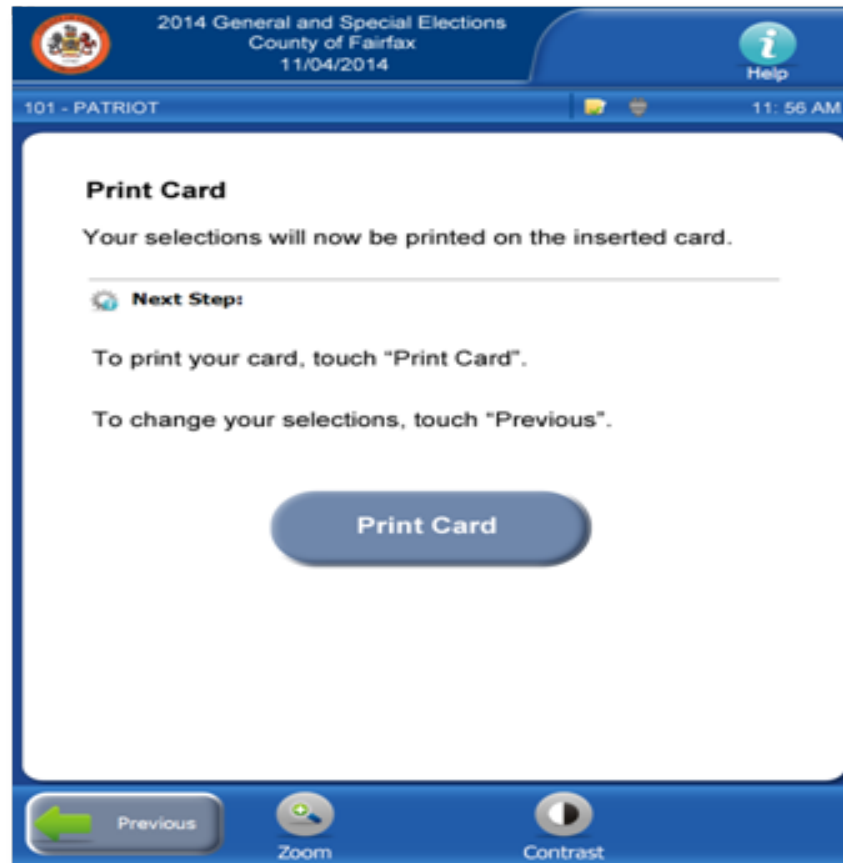 2014 General and Special Elections
County of Fairfax
11/04/2014
Help
101 - PATRIOT
11: 56 AM
Print Card
Your selections will now be printed on the inserted card.
Next Step:
To print your card, touch “Print Card”.
To change your selections, touch “Previous”.
Print Card
Previous
Zoom
Contrast